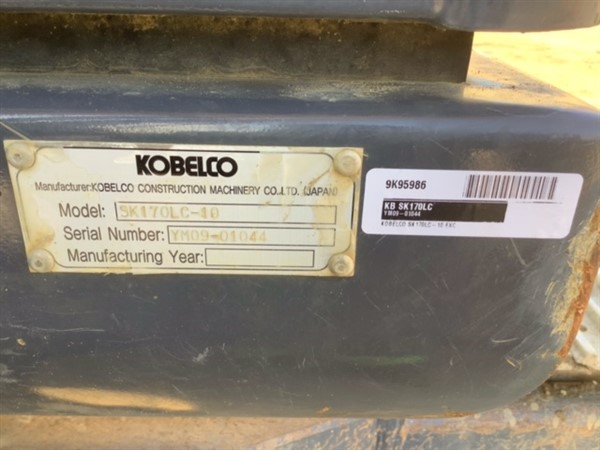 KOBELCO
Manufacturer:KOBELCO CONSTRUCTION MACHINERY CO.LTD. (JAPAN)
Model: SK170LC-10
Serial Number: YM09-01044
Manufacturing Year:
9K95986
KB SK170LC
YM09-01044
KOBELCO SK170LC-10 EXC